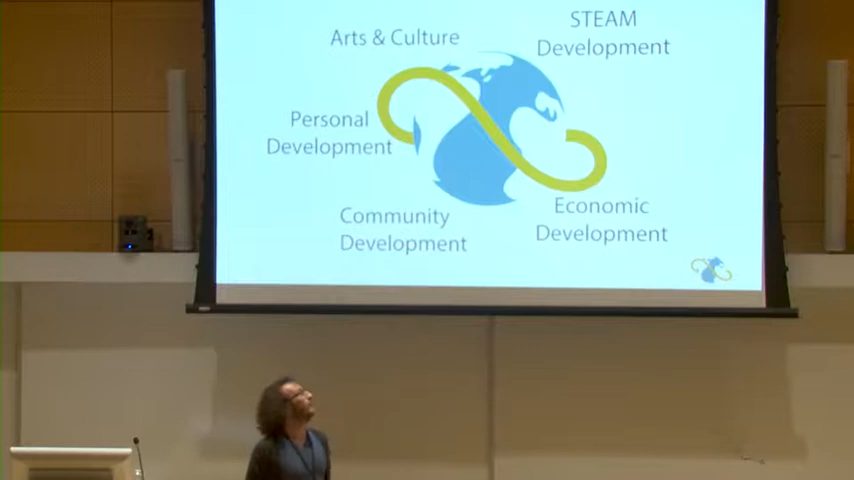 Arts & Culture
STEAM
Development
Personal
Development
Community
Development
Economic
Development